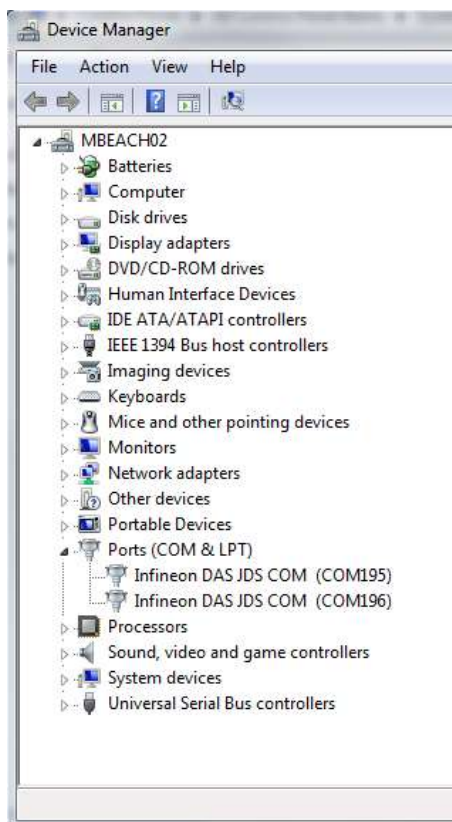 Device Manager
File Action View Help
MBEACH02
Batteries
Computer
Disk drives
Display adapters
DVD/CD-ROM drives
Human Interface Devices
IDE ATA/ATAPI controllers
IEEE 1394 Bus host controllers
Imaging devices
Keyboards
Mice and other pointing devices
Monitors
Network adapters
Other devices
Portable Devices
Ports (COM & LPT)
Infineon DAS JDS COM (COM195)
Infineon DAS JDS COM (COM196)
Processors
Sound, video and game controllers
System devices
Universal Serial Bus controllers